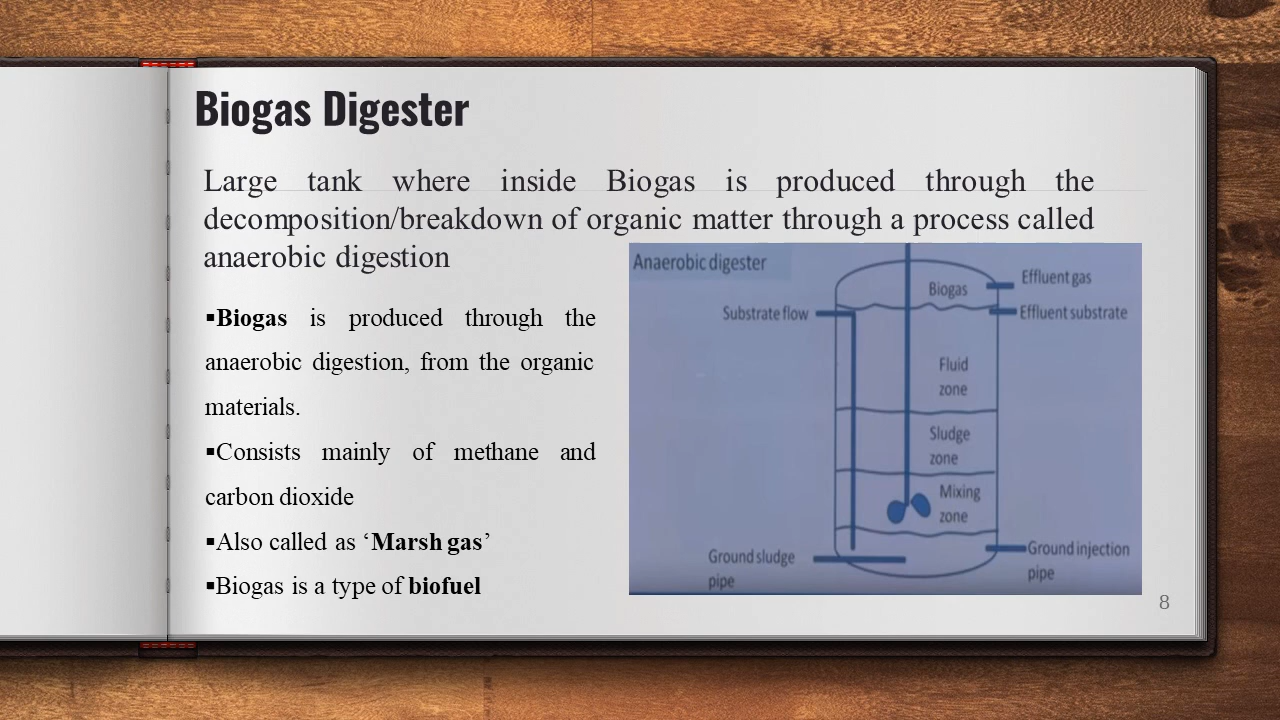 Biogas Digester
Large tank where inside Biogas is produced through the
decomposition/breakdown of organic matter through a process called
anaerobic digestion
▪Biogas is produced through the
anaerobic digestion, from the organic
materials.
▪Consists mainly of methane and
carbon dioxide
▪Also called as ‘Marsh gas’
▪Biogas is a type of biofuel
Anaerobic digester
Biogas
Effluent gas
Substrate flow
Effluent substrate
Fluid
zone
Sludge
zone
Mixing
zone
Ground sludge
pipe
Ground injection
pipe
8